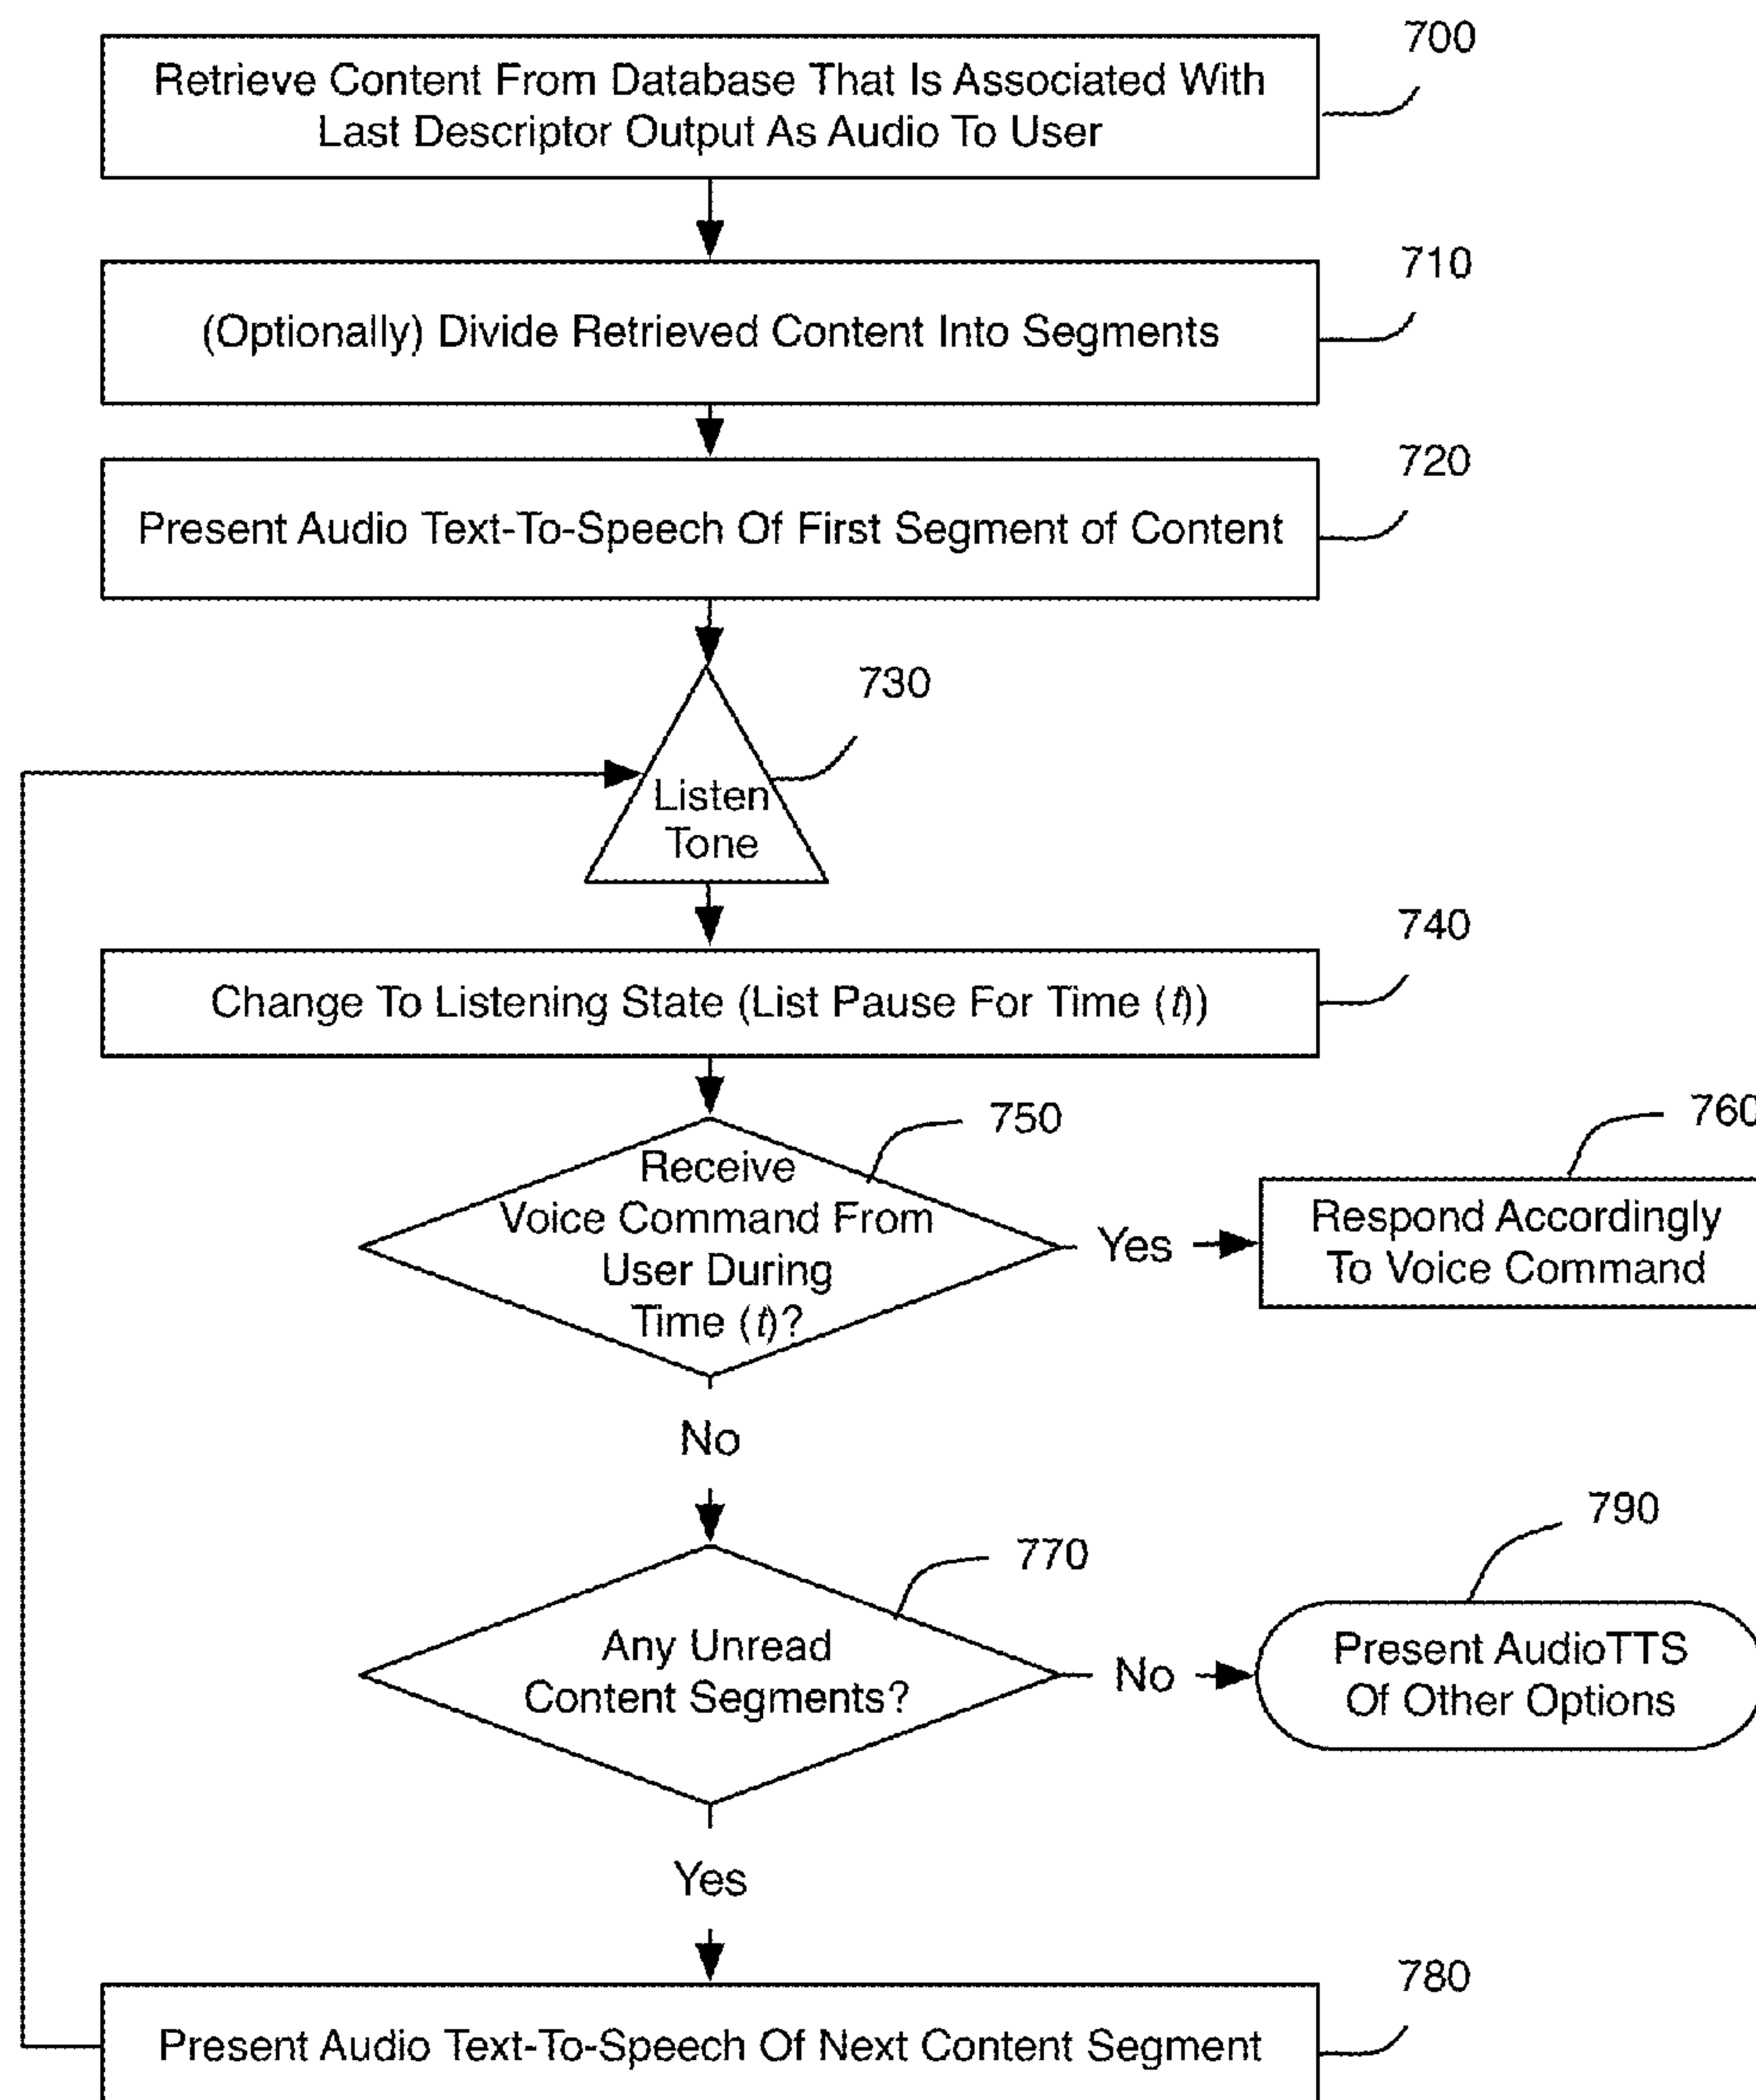 700
Retrieve Content From Database That Is Associated With
Last Descriptor Output As Audio To User
710
(Optionally) Divide Retrieved Content Into Segments
720
Present Audio Text-To-Speech Of First Segment of Content
730
Listen
Tone
740
Change To Listening State (List Pause For Time (t))
750
Receive
Voice Command From
User During
Time (t)?
Yes
760
Respond Accordingly
To Voice Command
No
770
Any Unread
Content Segments?
No
790
Present AudioTTS
Of Other Options
Yes
780
Present Audio Text-To-Speech Of Next Content Segment